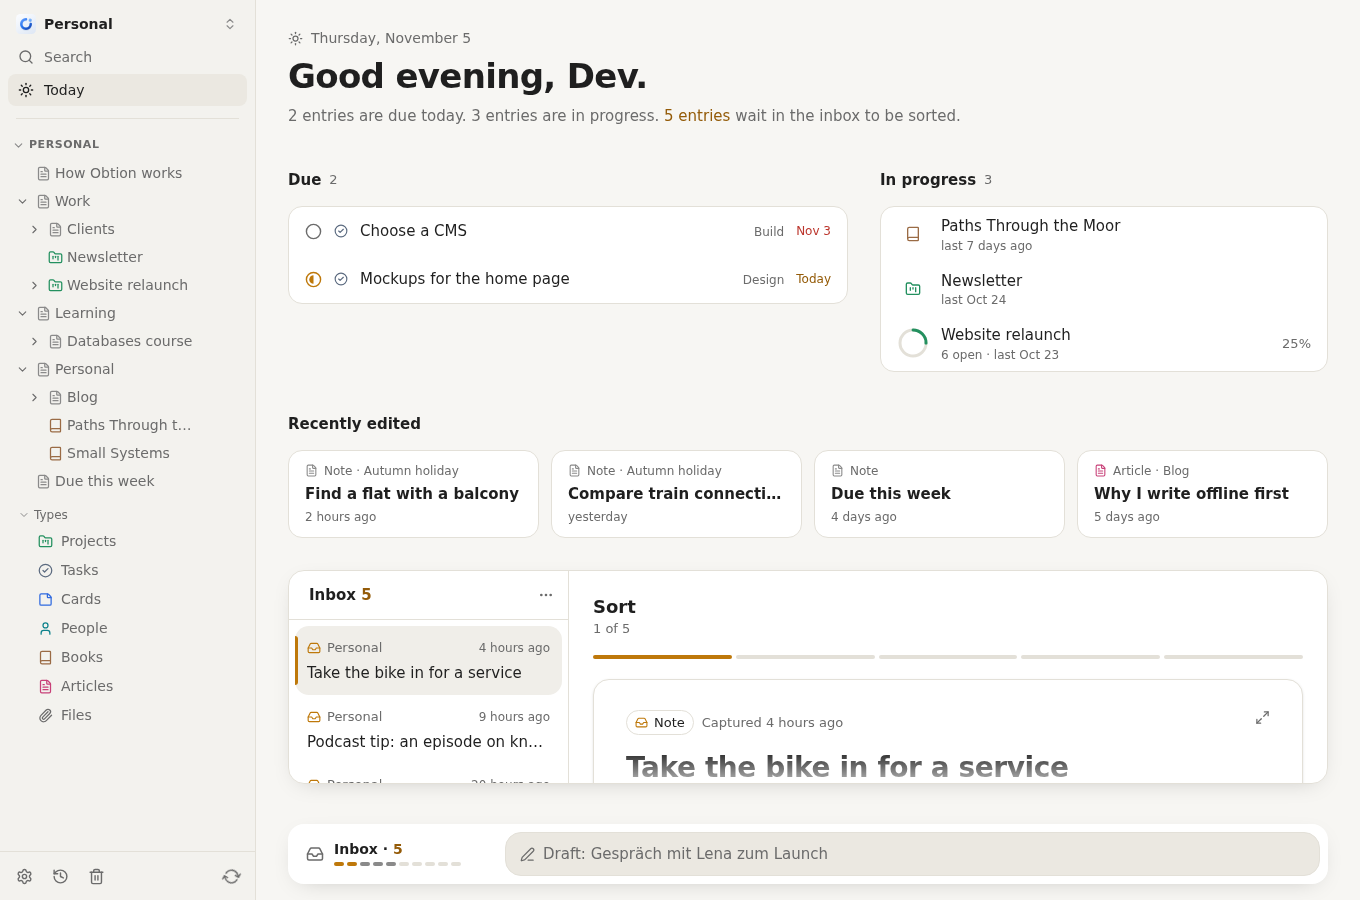 Personal
Search
Today
PERSONAL
How Obtion works
Work
Clients
Newsletter
Website relaunch
Learning
Databases course
Personal
Blog
Paths Through t…
Small Systems
Due this week
Types
Projects
Tasks
Cards
People
Books
Articles
Files
Thursday, November 5
Good evening, Dev.
2 entries are due today. 3 entries are in progress. 5 entries wait in the inbox to be sorted.
Due 2
Choose a CMS Build Nov 3
Mockups for the home page Design Today
In progress 3
Paths Through the Moor
last 7 days ago
Newsletter
last Oct 24
Website relaunch
6 open · last Oct 23
25%
Recently edited
Note · Autumn holiday
Find a flat with a balcony
2 hours ago
Note · Autumn holiday
Compare train connecti…
yesterday
Note
Due this week
4 days ago
Article · Blog
Why I write offline first
5 days ago
Inbox 5
Personal 4 hours ago
Take the bike in for a service
Personal 9 hours ago
Podcast tip: an episode on kn…
Personal 20 hours ago
Sort
1 of 5
Note Captured 4 hours ago
Take the bike in for a service
Inbox · 5
Draft: Gespräch mit Lena zum Launch